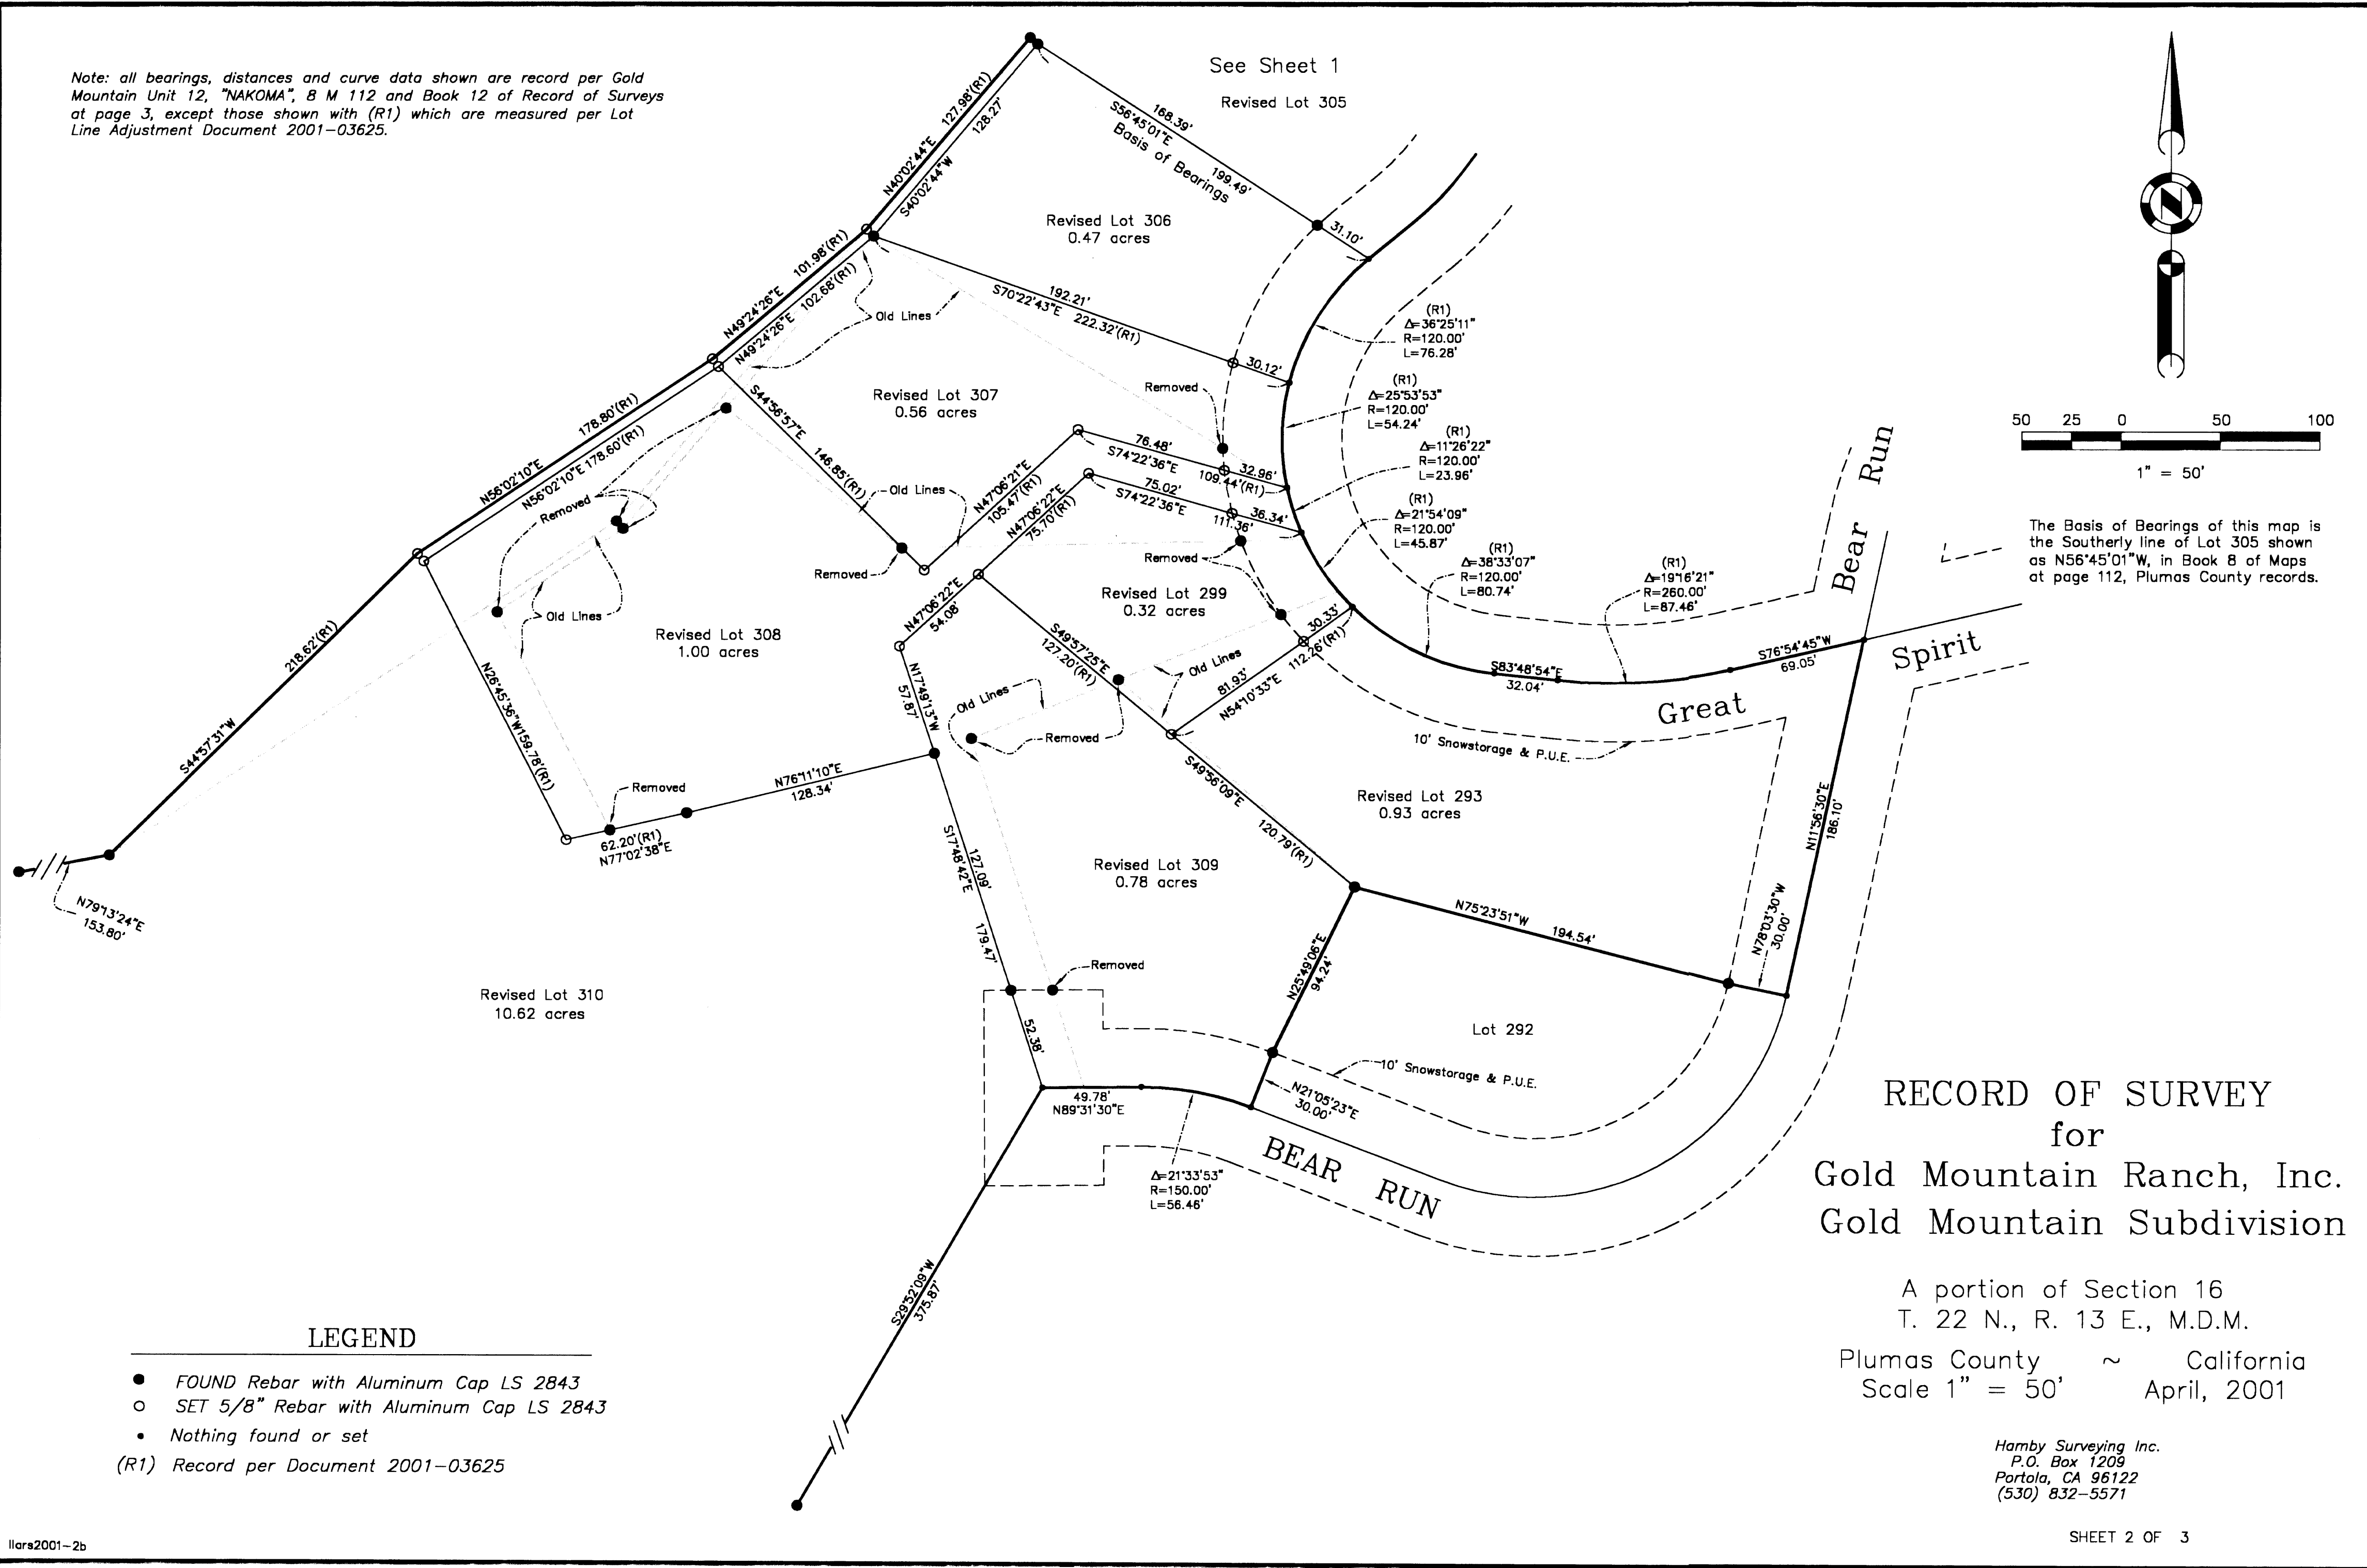 Note: all bearings, distances and curve data shown are record per Gold
Mountain Unit 12, "NAKOMA", 8 M 112 and Book 12 of Record of Surveys
at page 3, except those shown with (R1) which are measured per Lot
Line Adjustment Document 2001-03625.
See Sheet 1
Revised Lot 305
N40°02'44"E 127.98'(R1)
S40°02'44"W 128.27'
168.39'
S56°45'01"E
Basis of Bearings
199.49'
31.10'
Revised Lot 306
0.47 acres
N49°24'26"E 101.98'(R1)
N49°24'26"E 102.68'(R1)
Old Lines
192.21'
S70°22'43"E 222.32'(R1)
30.12'
(R1)
Δ=36°25'11"
R=120.00'
L=76.28'
(R1)
Δ=25°53'53"
R=120.00'
L=54.24'
(R1)
Δ=11°26'22"
R=120.00'
L=23.96'
(R1)
Δ=21°54'09"
R=120.00'
L=45.87'
(R1)
Δ=38°33'07"
R=120.00'
L=80.74'
(R1)
Δ=19°16'21"
R=260.00'
L=87.46'
N
50 25 0 50 100
1" = 50'
The Basis of Bearings of this map is
the Southerly line of Lot 305 shown
as N56°45'01"W, in Book 8 of Maps
at page 112, Plumas County records.
Revised Lot 307
0.56 acres
Removed
S44°56'57"E
146.85'(R1)
Old Lines
76.48'
S74°22'36"E
32.96'
109.44'(R1)
75.02'
S74°22'36"E
36.34'
111.36'
N47°06'21"E
105.47'(R1)
N47°06'22"E
75.70'(R1)
N47°06'22"E
54.08'
Removed
Removed
N56°02'10"E 178.80'(R1)
N56°02'10"E 178.60'(R1)
Removed
Old Lines
Revised Lot 308
1.00 acres
Revised Lot 299
0.32 acres
S49°57'25"E
127.20'(R1)
30.33'
112.26'(R1)
81.93'
N54°10'33"E
Old Lines
Old Lines
Removed
218.62'(R1)
S44°57'31"W
N26°45'36"W 159.78'(R1)
N17°49'13"W
57.87'
Removed
N76°11'10"E
128.34'
62.20'(R1)
N77°02'38"E
N79°13'24"E
153.80'
S83°48'54"E
32.04'
S76°54'45"W
69.05'
Bear Run
Great Spirit
10' Snowstorage & P.U.E.
S49°56'09"E
120.79'(R1)
Revised Lot 293
0.93 acres
N11°56'30"E
186.10'
Revised Lot 309
0.78 acres
127.09'
S17°48'42"E
179.47'
52.38'
Removed
N75°23'51"W
194.54'
N78°03'30"W
30.00'
N25°49'06"E
94.24'
Lot 292
10' Snowstorage & P.U.E.
N21°05'23"E
30.00'
Revised Lot 310
10.62 acres
49.78'
N89°31'30"E
Δ=21°33'53"
R=150.00'
L=56.46'
BEAR RUN
S29°52'09"W
375.87'
RECORD OF SURVEY
for
Gold Mountain Ranch, Inc.
Gold Mountain Subdivision
A portion of Section 16
T. 22 N., R. 13 E., M.D.M.
Plumas County ~ California
Scale 1" = 50' April, 2001
Hamby Surveying Inc.
P.O. Box 1209
Portola, CA 96122
(530) 832-5571
LEGEND
FOUND Rebar with Aluminum Cap LS 2843
SET 5/8" Rebar with Aluminum Cap LS 2843
Nothing found or set
(R1) Record per Document 2001-03625
llars2001-2b
SHEET 2 OF 3